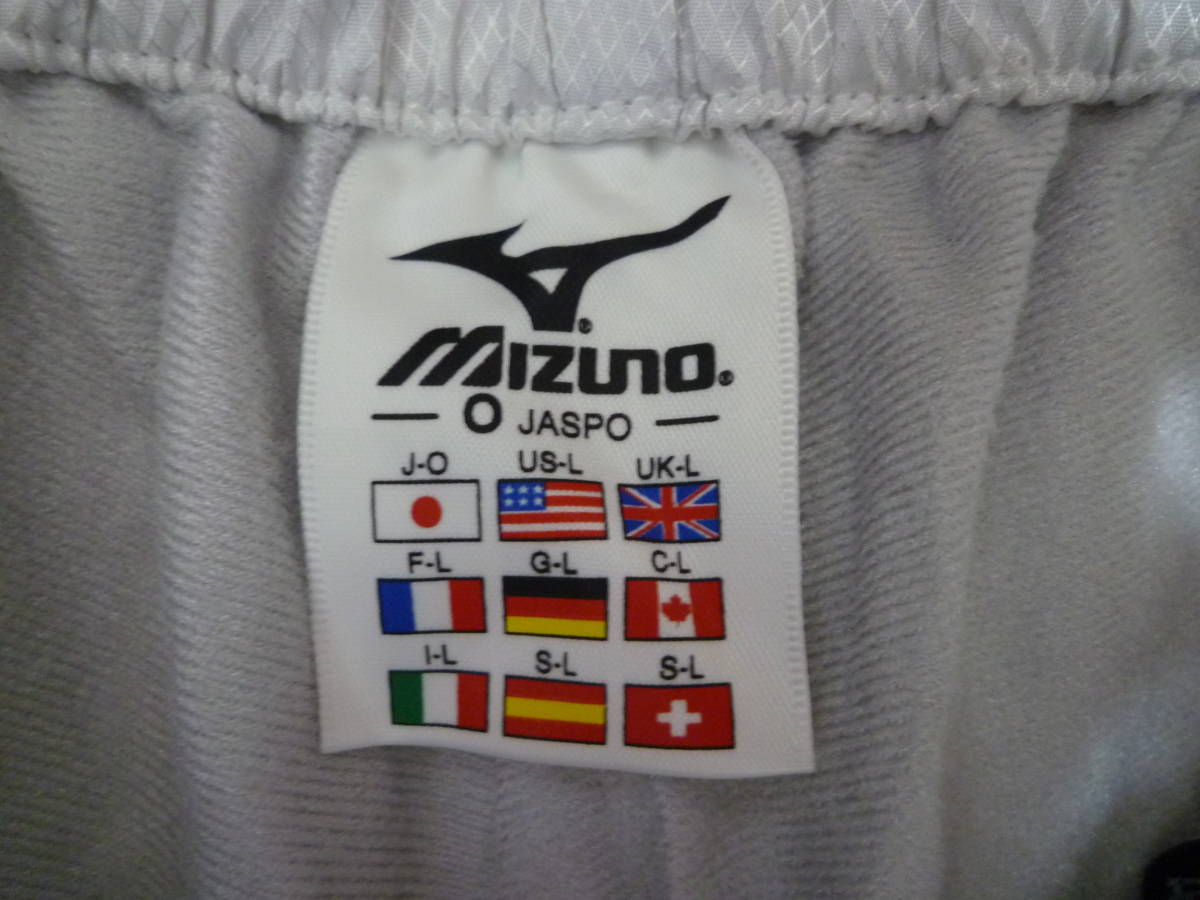 Mizuno
O JASPO
J-O US-L UK-L
F-L G-L C-L
I-L S-L S-L